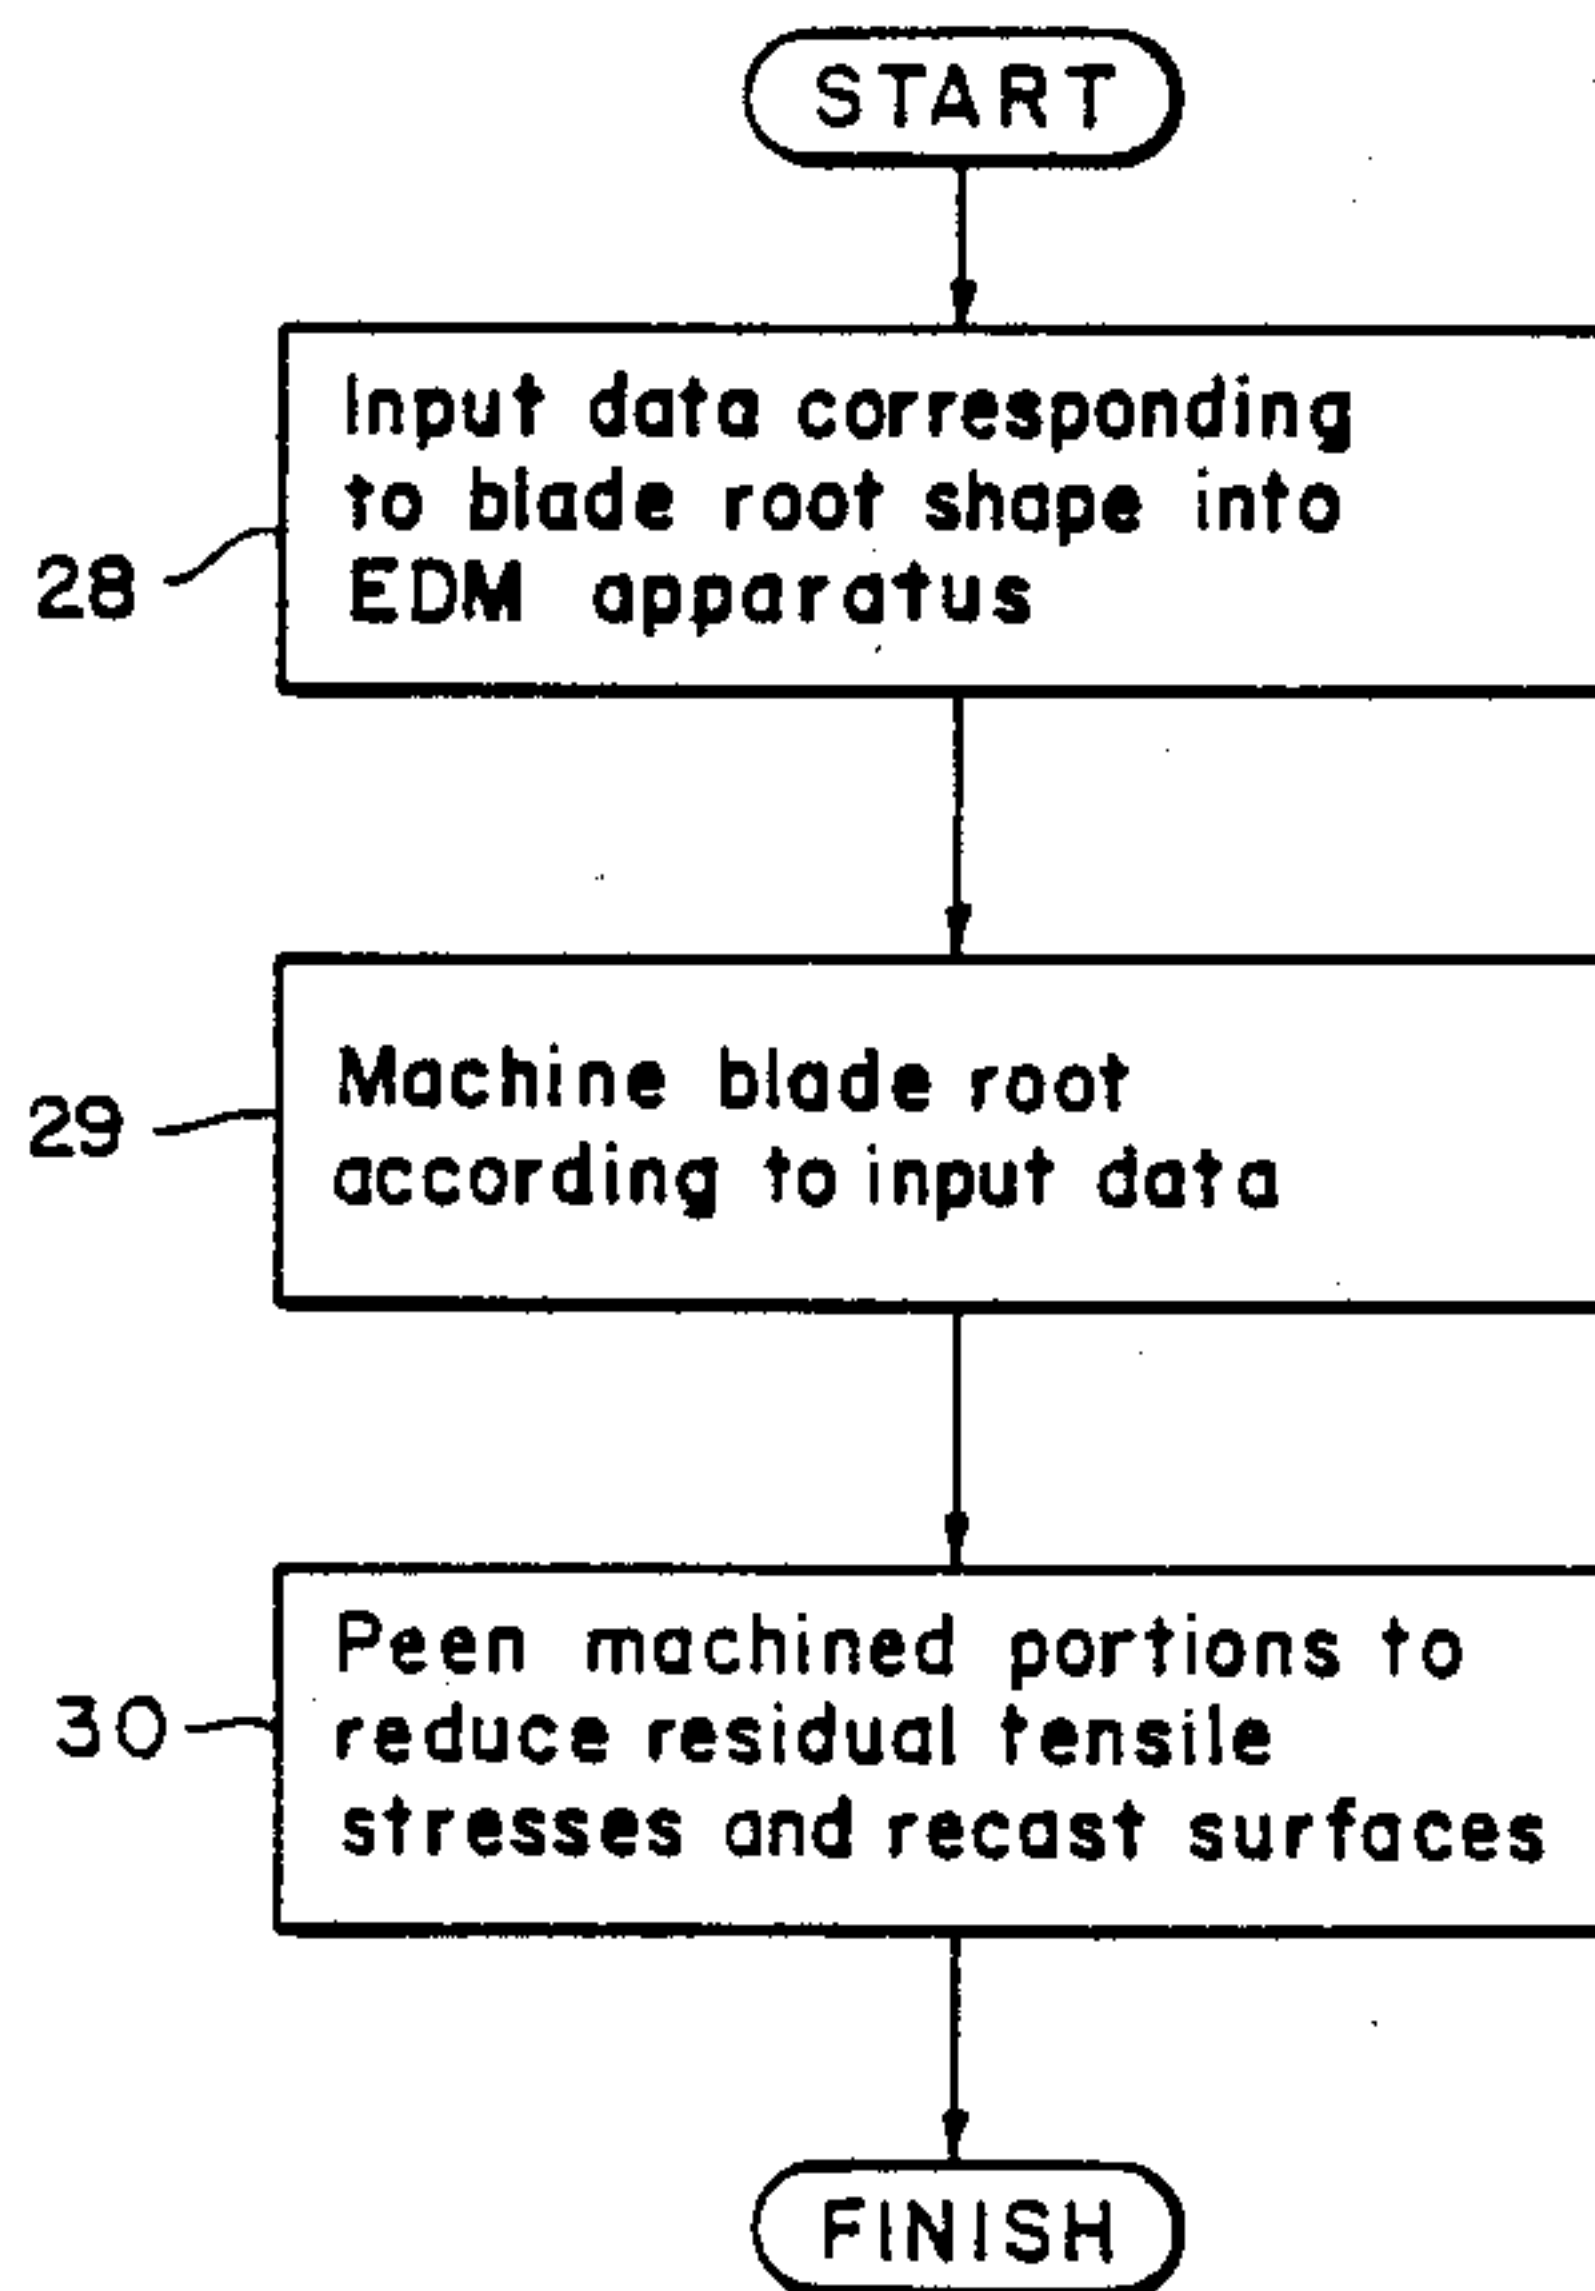 START
Input data corresponding
to blade root shape into
EDM apparatus
28
Machine blade root
according to input data
29
Peen machined portions to
reduce residual tensile
stresses and recast surfaces
30
FINISH